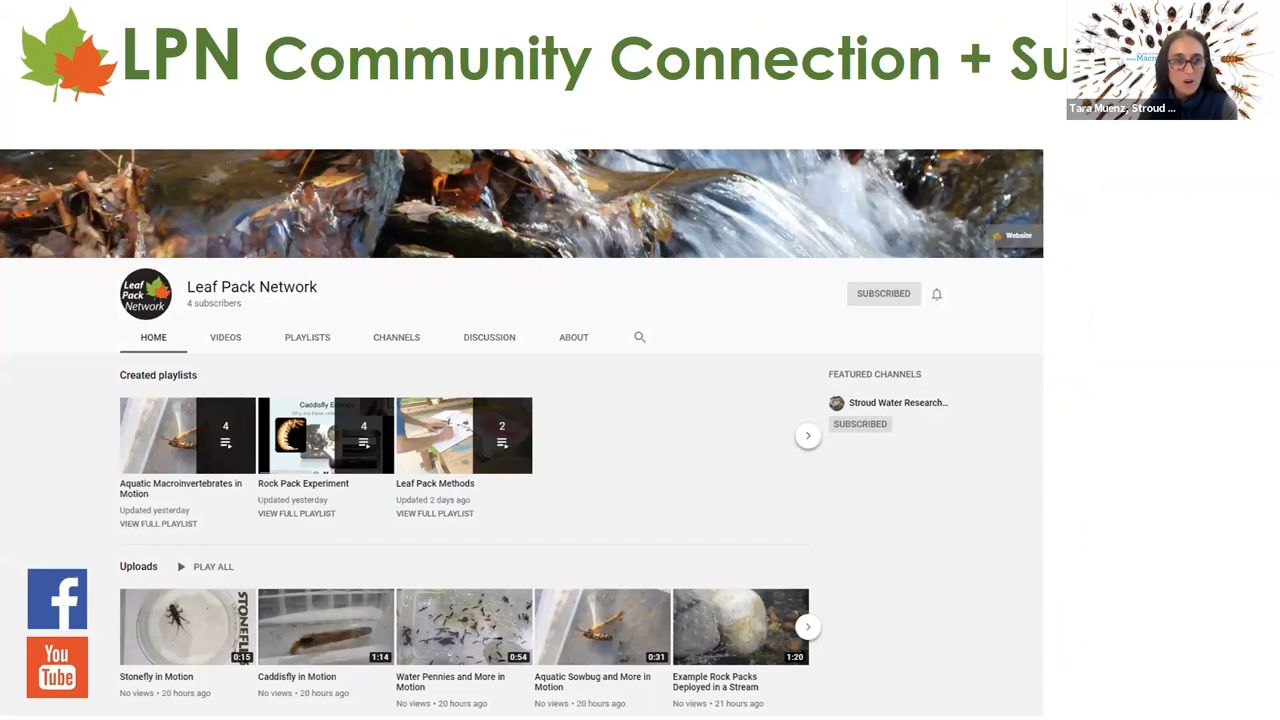 LPN Community Connection + Su
Tara Muenz, Stroud ...
Website
Leaf
Pack
Network
Leaf Pack Network
4 subscribers
SUBSCRIBED
HOME VIDEOS PLAYLISTS CHANNELS DISCUSSION ABOUT
Created playlists
FEATURED CHANNELS
Stroud Water Research...
SUBSCRIBED
4
4
2
Aquatic Macroinvertebrates in
Motion
Updated yesterday
VIEW FULL PLAYLIST
Rock Pack Experiment
Updated yesterday
VIEW FULL PLAYLIST
Leaf Pack Methods
Updated 2 days ago
VIEW FULL PLAYLIST
Uploads PLAY ALL
0:15
1:14
0:54
0:31
1:20
Stonefly in Motion
No views • 20 hours ago
Caddisfly in Motion
No views • 20 hours ago
Water Pennies and More in
Motion
No views • 20 hours ago
Aquatic Sowbug and More in
Motion
No views • 20 hours ago
Example Rock Packs
Deployed in a Stream
No views • 21 hours ago
f
You
Tube